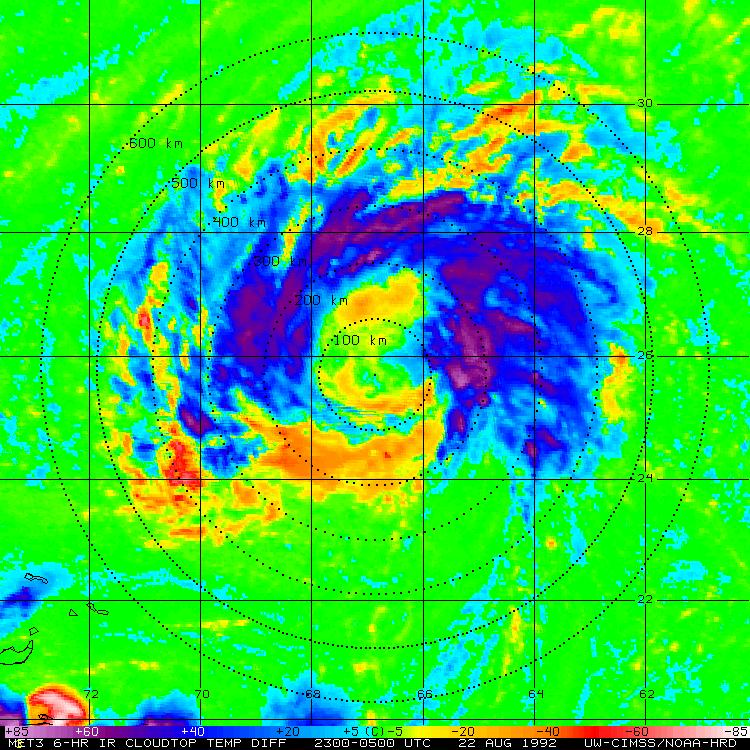 30
600 km
500 km
400 km
28
300 km
200 km
100 km
26
24
22
72 70 68 66 64 62
+85 +60 +40 +20 +5 (C) -5 -20 -40 -60 -85
MET3 6-HR IR CLOUDTOP TEMP DIFF 2300-0500 UTC 22 AUG 1992 UW-CIMSS/NOAA-HRD